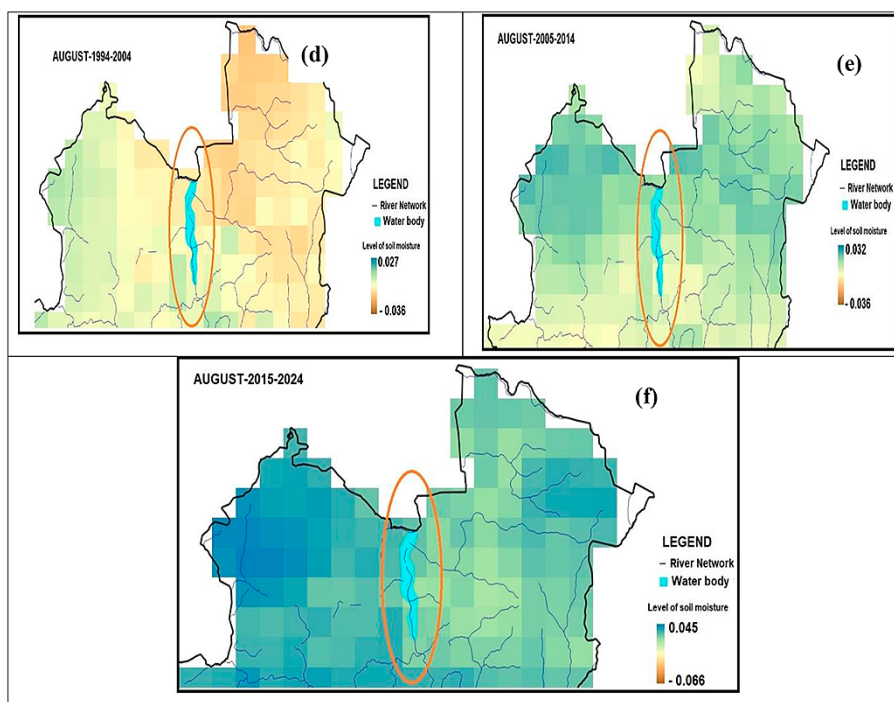 AUGUST-1994-2004
(d)
LEGEND
River Network
Water body
Level of soil moisture
0.027
- 0.036
AUGUST-2005-2014
(e)
LEGEND
River Network
Water body
Level of soil moisture
0.032
-0.036
AUGUST-2015-2024
(f)
LEGEND
River Network
Water body
Level of soil moisture
0.045
- 0.066